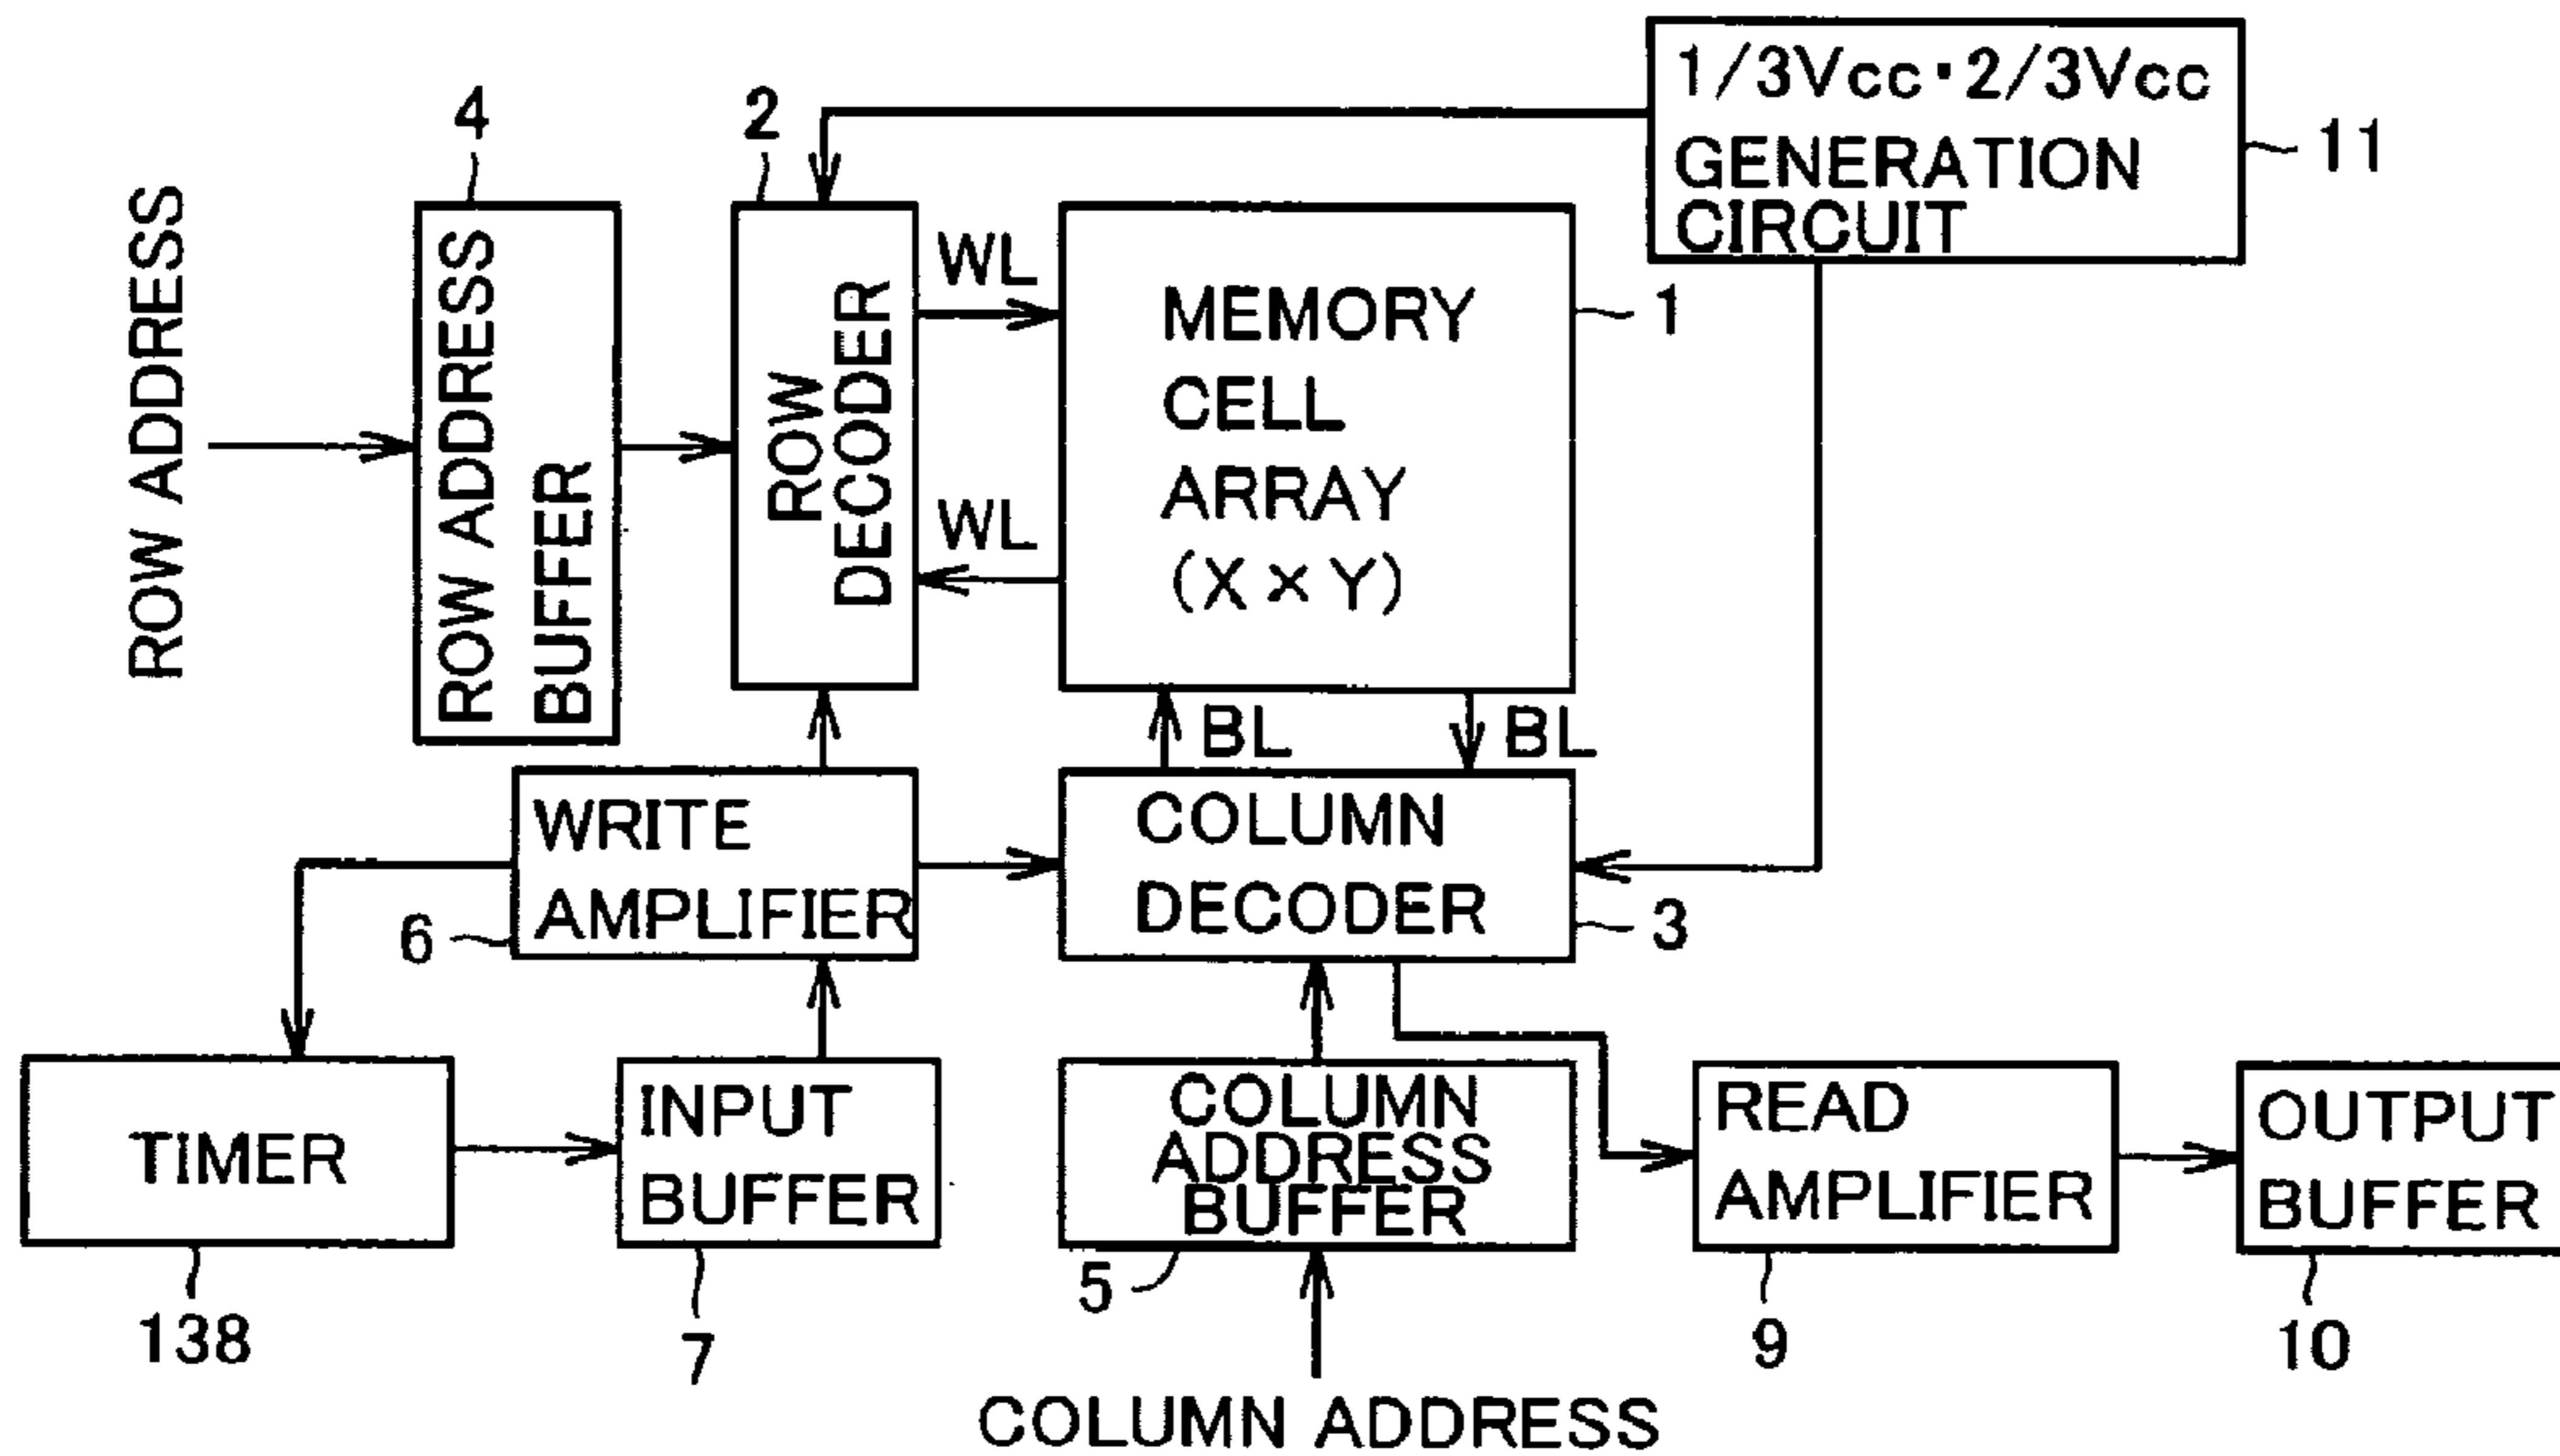 1/3Vcc·2/3Vcc
GENERATION
CIRCUIT
11
4
2
ROW ADDRESS
ROW ADDRESS
BUFFER
ROW
DECODER
WL
WL
MEMORY
CELL
ARRAY
(X×Y)
1
BL
BL
WRITE
AMPLIFIER
6
COLUMN
DECODER
3
TIMER
138
INPUT
BUFFER
7
COLUMN
ADDRESS
BUFFER
5
READ
AMPLIFIER
9
OUTPUT
BUFFER
10
COLUMN ADDRESS